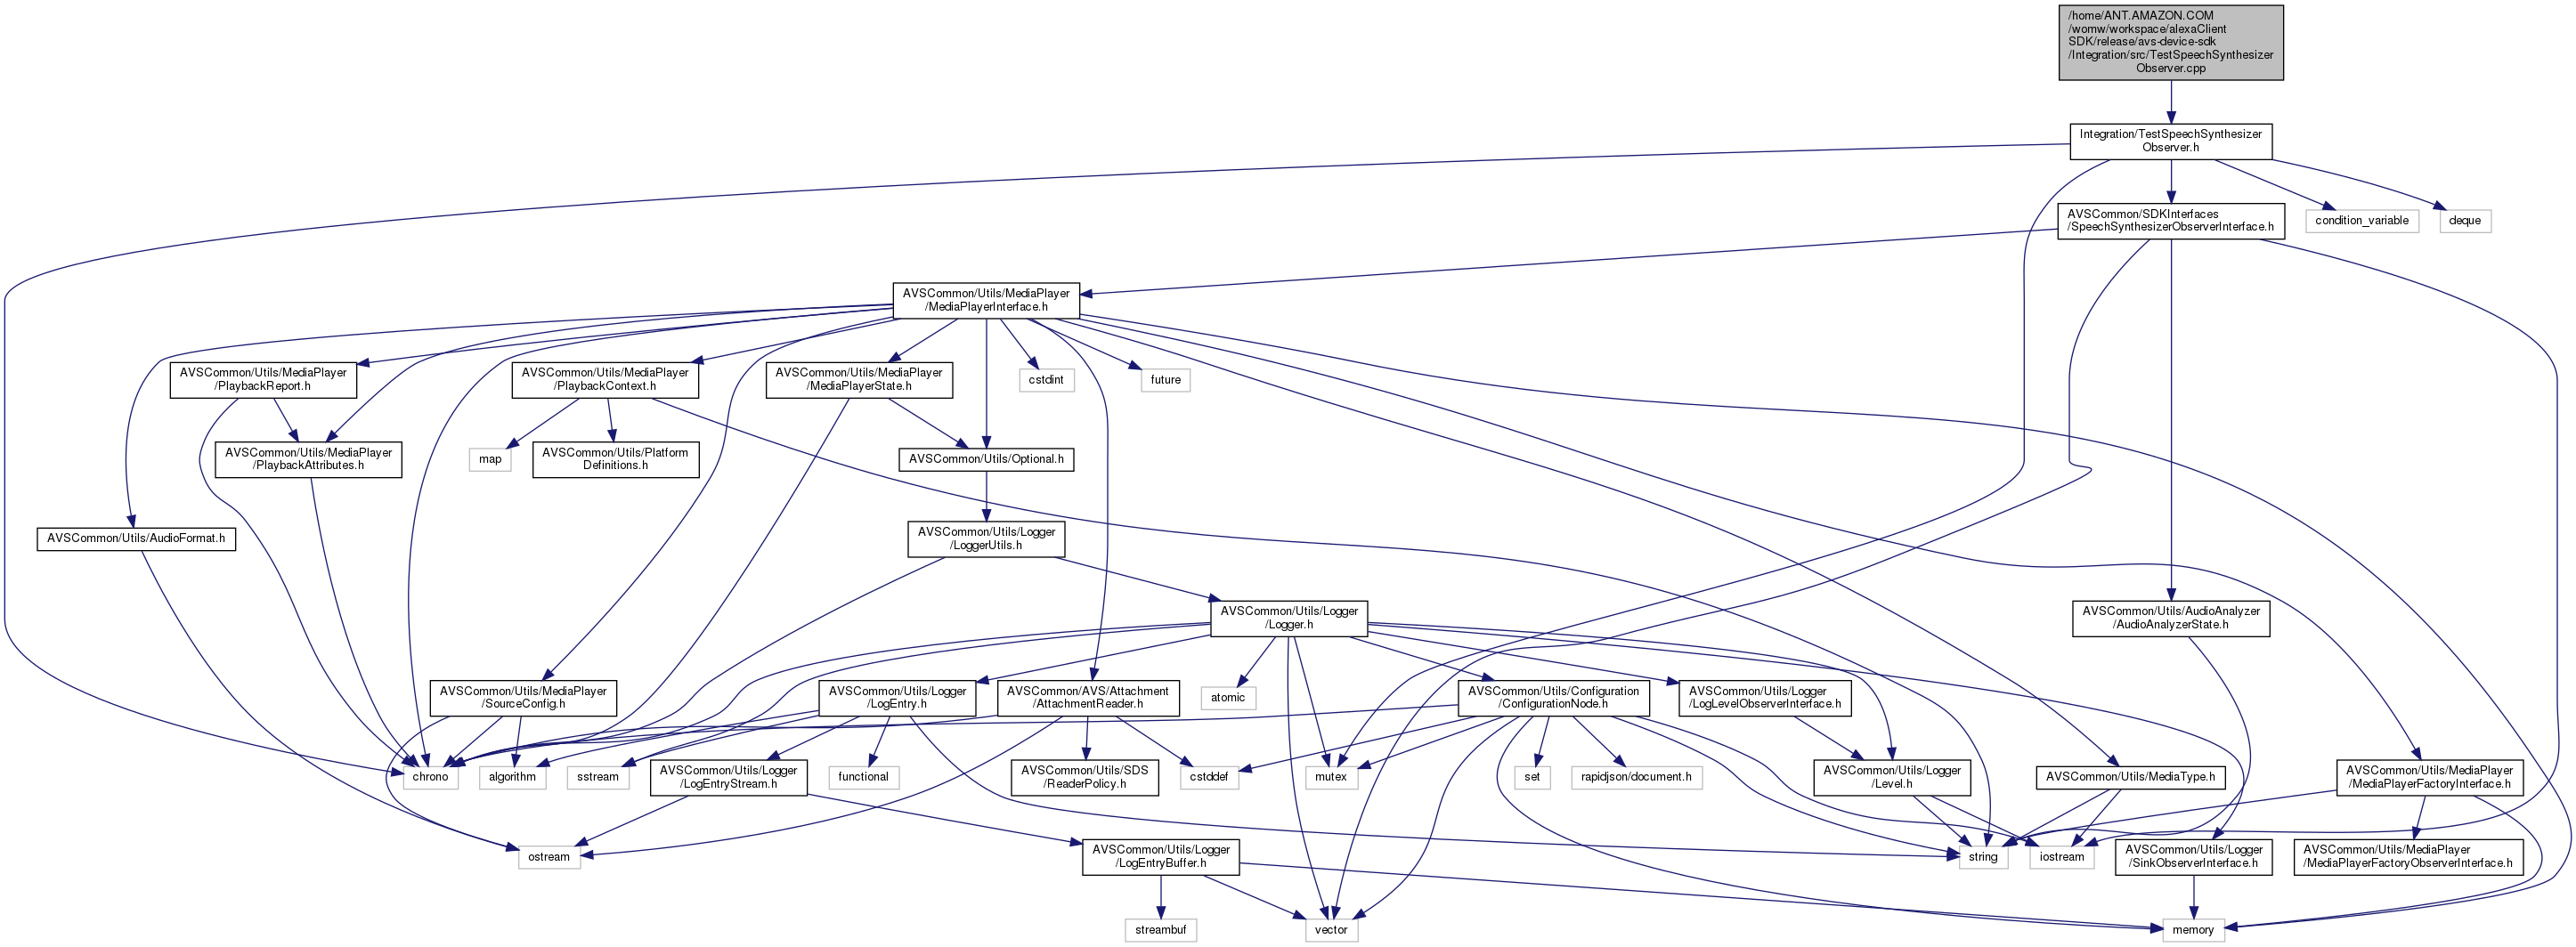 /home/ANT.AMAZON.COM
/womw/workspace/alexaClient
SDK/release/avs-device-sdk
/Integration/src/TestSpeechSynthesizer
Observer.cpp
Integration/TestSpeechSynthesizer
Observer.h
AVSCommon/SDKInterfaces
/SpeechSynthesizerObserverInterface.h
condition_variable
deque
AVSCommon/Utils/MediaPlayer
/MediaPlayerInterface.h
AVSCommon/Utils/MediaPlayer
/PlaybackReport.h
AVSCommon/Utils/MediaPlayer
/PlaybackContext.h
AVSCommon/Utils/MediaPlayer
/MediaPlayerState.h
cstdint
future
AVSCommon/Utils/MediaPlayer
/PlaybackAttributes.h
map
AVSCommon/Utils/Platform
Definitions.h
AVSCommon/Utils/Optional.h
AVSCommon/Utils/AudioFormat.h
AVSCommon/Utils/Logger
/LoggerUtils.h
AVSCommon/Utils/Logger
/Logger.h
AVSCommon/Utils/AudioAnalyzer
/AudioAnalyzerState.h
AVSCommon/Utils/MediaPlayer
/SourceConfig.h
AVSCommon/Utils/Logger
/LogEntry.h
AVSCommon/AVS/Attachment
/AttachmentReader.h
atomic
AVSCommon/Utils/Configuration
/ConfigurationNode.h
AVSCommon/Utils/Logger
/LogLevelObserverInterface.h
chrono
algorithm
sstream
AVSCommon/Utils/Logger
/LogEntryStream.h
functional
AVSCommon/Utils/SDS
/ReaderPolicy.h
cstddef
mutex
set
rapidjson/document.h
AVSCommon/Utils/Logger
/Level.h
AVSCommon/Utils/MediaType.h
AVSCommon/Utils/MediaPlayer
/MediaPlayerFactoryInterface.h
ostream
AVSCommon/Utils/Logger
/LogEntryBuffer.h
string
iostream
AVSCommon/Utils/Logger
/SinkObserverInterface.h
AVSCommon/Utils/MediaPlayer
/MediaPlayerFactoryObserverInterface.h
streambuf
vector
memory